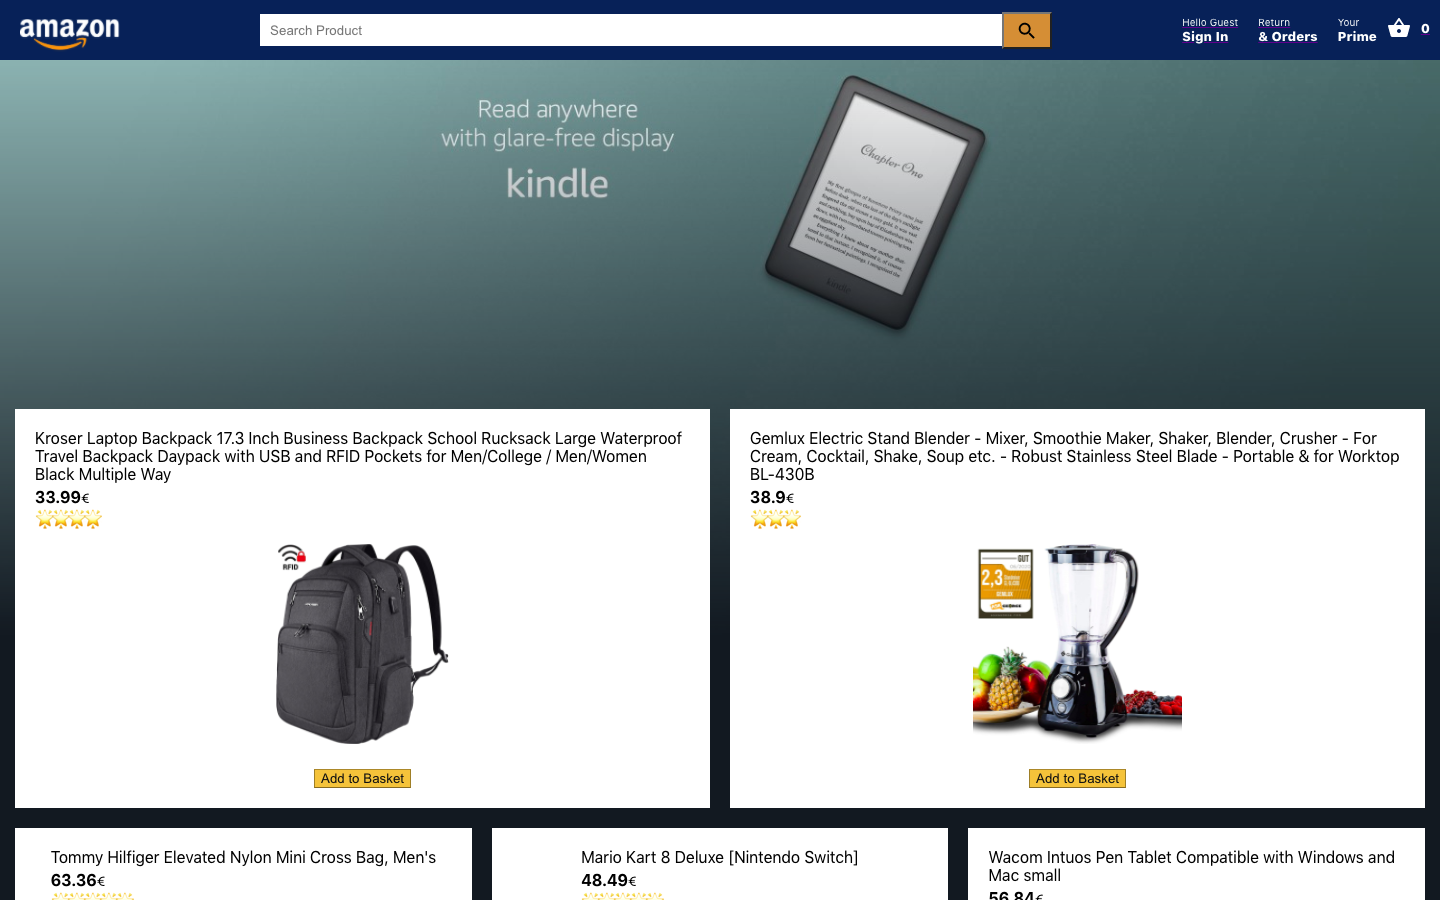 amazon
Search Product
Hello Guest
Sign In
Return
& Orders
Your
Prime
0
Read anywhere
with glare-free display
kindle
Chapter One
Kroser Laptop Backpack 17.3 Inch Business Backpack School Rucksack Large Waterproof
Travel Backpack Daypack with USB and RFID Pockets for Men/College / Men/Women
Black Multiple Way
33.99€
RFID
Add to Basket
Gemlux Electric Stand Blender - Mixer, Smoothie Maker, Shaker, Blender, Crusher - For
Cream, Cocktail, Shake, Soup etc. - Robust Stainless Steel Blade - Portable & for Worktop
BL-430B
38.9€
GUT
2,3
GEMLUX
Add to Basket
Tommy Hilfiger Elevated Nylon Mini Cross Bag, Men's
63.36€
Mario Kart 8 Deluxe [Nintendo Switch]
48.49€
Wacom Intuos Pen Tablet Compatible with Windows and
Mac small
56.84€